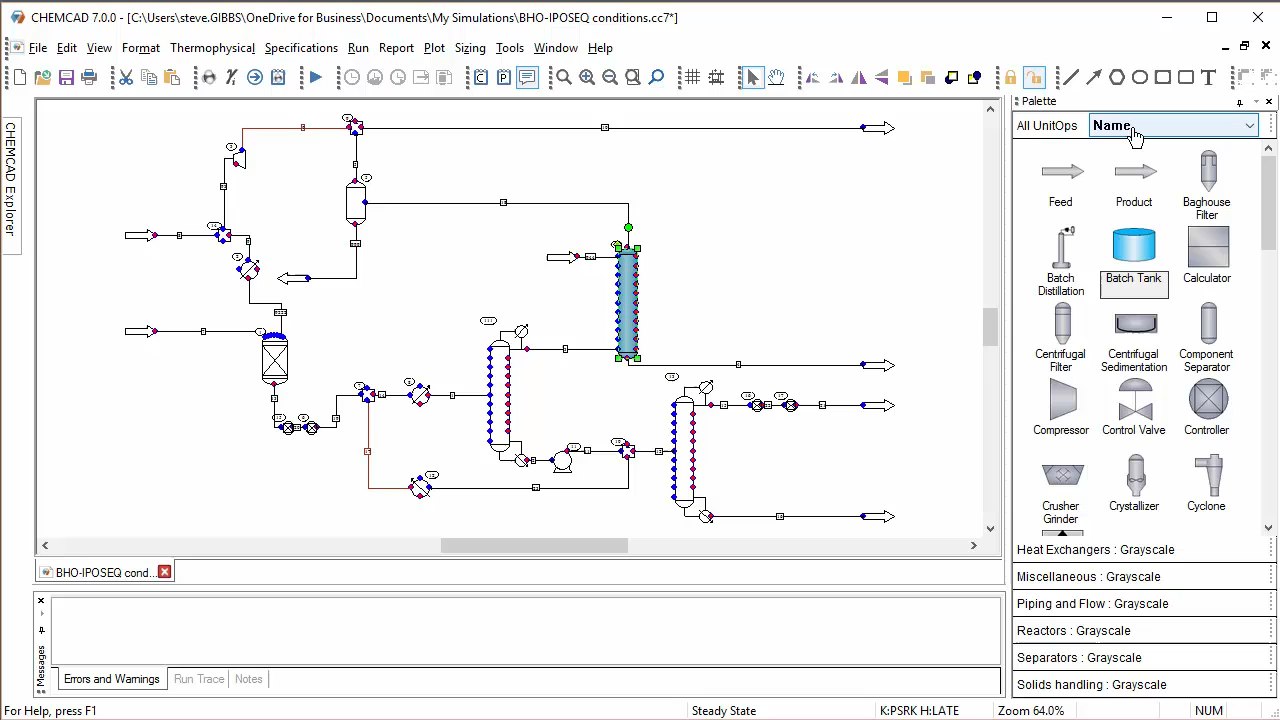 CHEMCAD 7.0.0 - [C:\Users\steve.GIBBS\OneDrive for Business\Documents\My Simulations\BHO-IPOSEQ conditions.cc7*]
File Edit View Format Thermophysical Specifications Run Report Plot Sizing Tools Window Help
Palette
All UnitOps Name
CHEMCAD Explorer
Feed Product Baghouse Filter
Batch Distillation Batch Tank Calculator
Centrifugal Filter Centrifugal Sedimentation Component Separator
Compressor Control Valve Controller
Crusher Grinder Crystallizer Cyclone
Heat Exchangers : Grayscale
Miscellaneous : Grayscale
Piping and Flow : Grayscale
Reactors : Grayscale
Separators : Grayscale
Solids handling : Grayscale
BHO-IPOSEQ cond...
Messages
Errors and Warnings Run Trace Notes
For Help, press F1 Steady State K:PSRK H:LATE Zoom 64.0% NUM